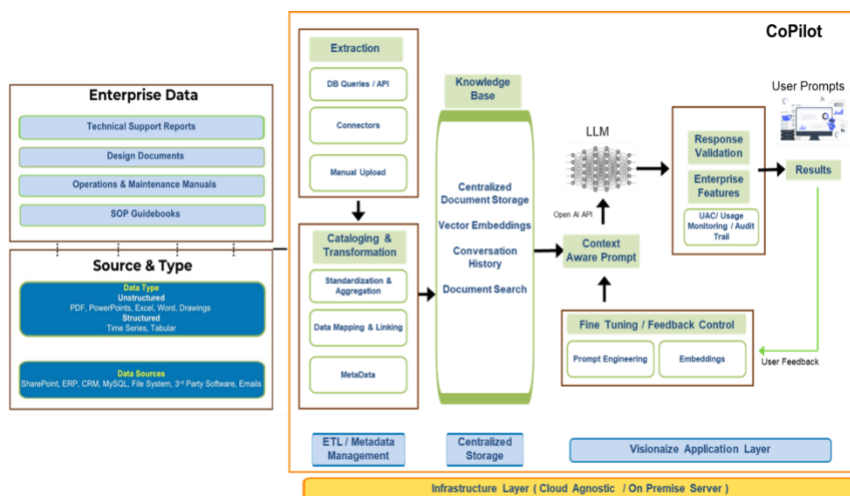 CoPilot
Enterprise Data
Technical Support Reports
Design Documents
Operations & Maintenance Manuals
SOP Guidebooks
Source & Type
Data Type
Unstructured
PDF, PowerPoints, Excel, Word, Drawings
Structured
Time Series, Tabular
Data Sources
SharePoint, ERP, CRM, MySQL, File System, 3rd Party Software, Emails
Extraction
DB Queries / API
Connectors
Manual Upload
Cataloging &
Transformation
Standardization &
Aggregation
Data Mapping & Linking
MetaData
ETL / Metadata
Management
Knowledge
Base
Centralized
Document Storage
Vector Embeddings
Conversation
History
Document Search
Centralized
Storage
LLM
Open AI API
Context
Aware Prompt
Fine Tuning / Feedback Control
Prompt Engineering
Embeddings
Response
Validation
Enterprise
Features
UAC/ Usage
Monitoring / Audit
Trail
User Prompts
Results
User Feedback
Visionaize Application Layer
Infrastructure Layer ( Cloud Agnostic / On Premise Server )